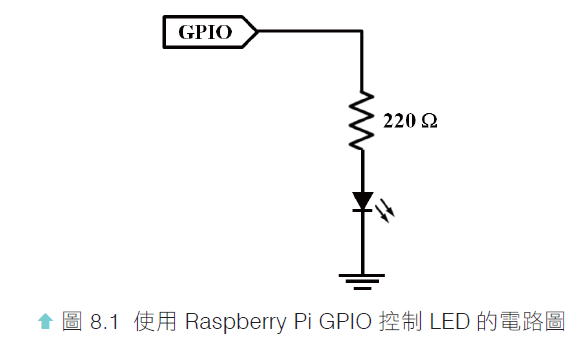 GPIO
220 Ω
圖 8.1 使用 Raspberry Pi GPIO 控制 LED 的電路圖